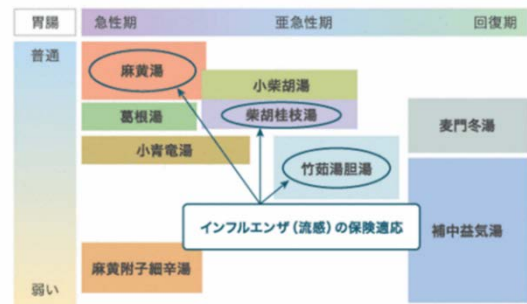 胃腸
急性期
亜急性期
回復期
普通
麻黄湯
小柴胡湯
葛根湯
柴胡桂枝湯
麦門冬湯
小青竜湯
竹茹温胆湯
インフルエンザ（流感）の保険適応
補中益気湯
麻黄附子細辛湯
弱い